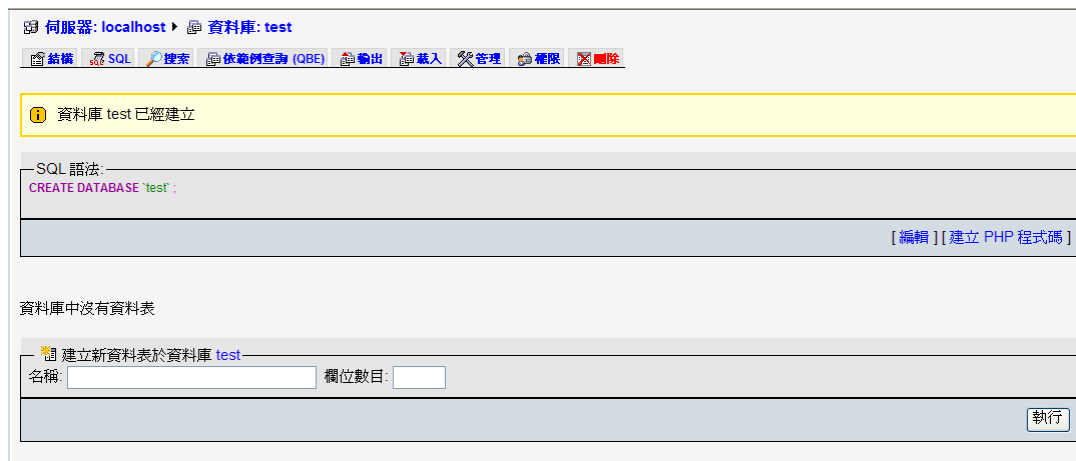 伺服器: localhost ▸ 資料庫: test
結構 SQL 搜索 依範例查詢 (QBE) 輸出 載入 管理 權限 刪除
資料庫 test 已經建立
SQL 語法:
CREATE DATABASE `test` ;
[ 編輯 ] [ 建立 PHP 程式碼 ]
資料庫中沒有資料表
建立新資料表於資料庫 test
名稱: 欄位數目:
執行